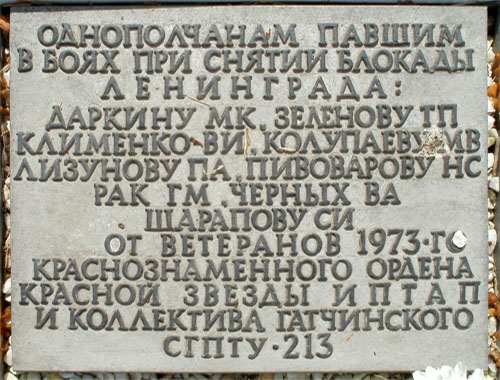 ОДНОПОЛЧАНАМ ПАВШИМ
В БОЯХ ПРИ СНЯТИИ БЛОКАДЫ
ЛЕНИНГРАДА:
ДАРКИНУ МК, ЗЕЛЕНОВУ ТП
КЛИМЕНКО ВИ, КОЛУПАЕВУ МВ
ЛИЗУНОВУ ПА, ПИВОВАРОВУ НС
РАК ГМ, ЧЕРНЫХ ВА
ШАРАПОВУ СИ
ОТ ВЕТЕРАНОВ 1973·ГО
КРАСНОЗНАМЕННОГО ОРДЕНА
КРАСНОЙ ЗВЕЗДЫ ИПТАП
И КОЛЛЕКТИВА ГАТЧИНСКОГО
СГПТУ·213